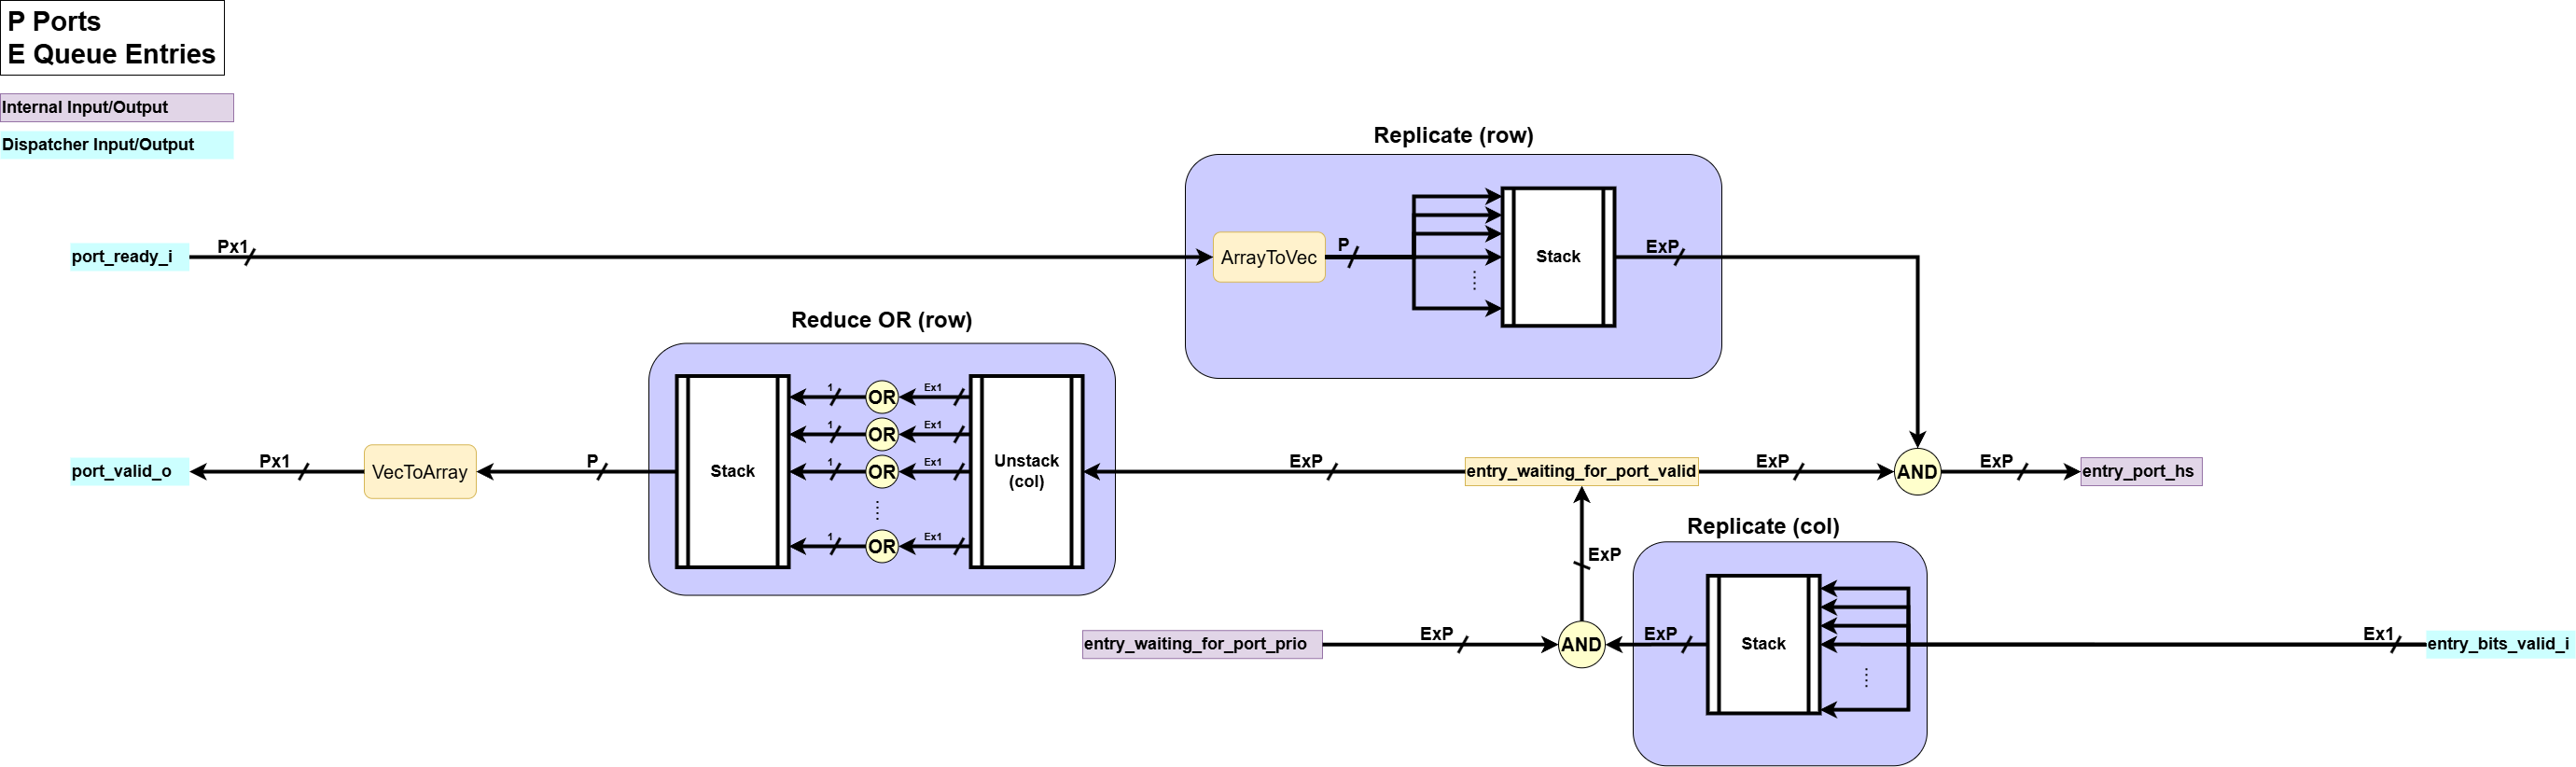 P Ports
E Queue Entries
Internal Input/Output
Dispatcher Input/Output
Replicate (row)
port_ready_i
Px1
ArrayToVec
P
Stack
ExP
Reduce OR (row)
Stack
1
OR
Ex1
1
OR
Ex1
1
OR
Ex1
1
OR
Ex1
Unstack
(col)
port_valid_o
Px1
VecToArray
P
ExP
entry_waiting_for_port_valid
ExP
AND
ExP
entry_port_hs
Replicate (col)
ExP
entry_waiting_for_port_prio
ExP
AND
ExP
Stack
Ex1
entry_bits_valid_i